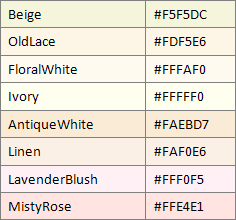 Beige #F5F5DC
OldLace #FDF5E6
FloralWhite #FFFAF0
Ivory #FFFFF0
AntiqueWhite #FAEBD7
Linen #FAF0E6
LavenderBlush #FFF0F5
MistyRose #FFE4E1